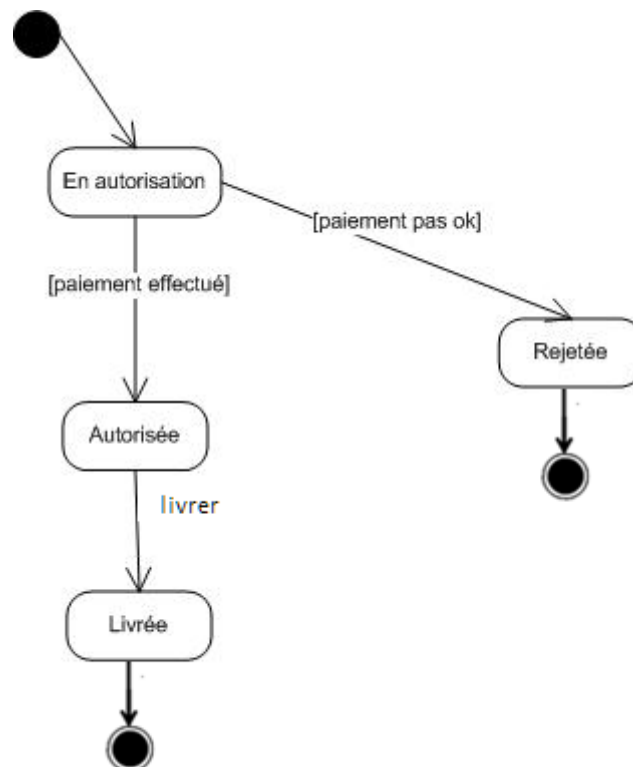 En autorisation
[paiement pas ok]
[paiement effectué]
Rejetée
Autorisée
livrer
Livrée